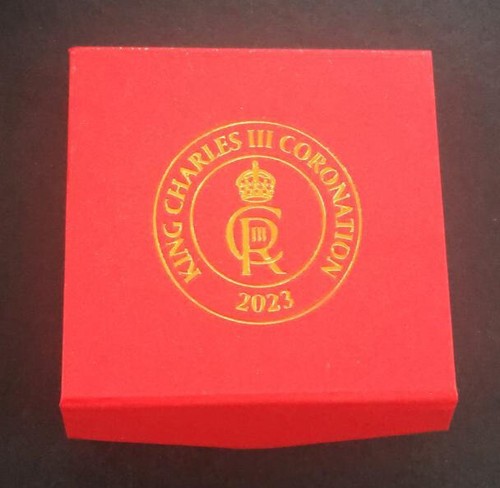 KING CHARLES III CORONATION
CR
III
2023